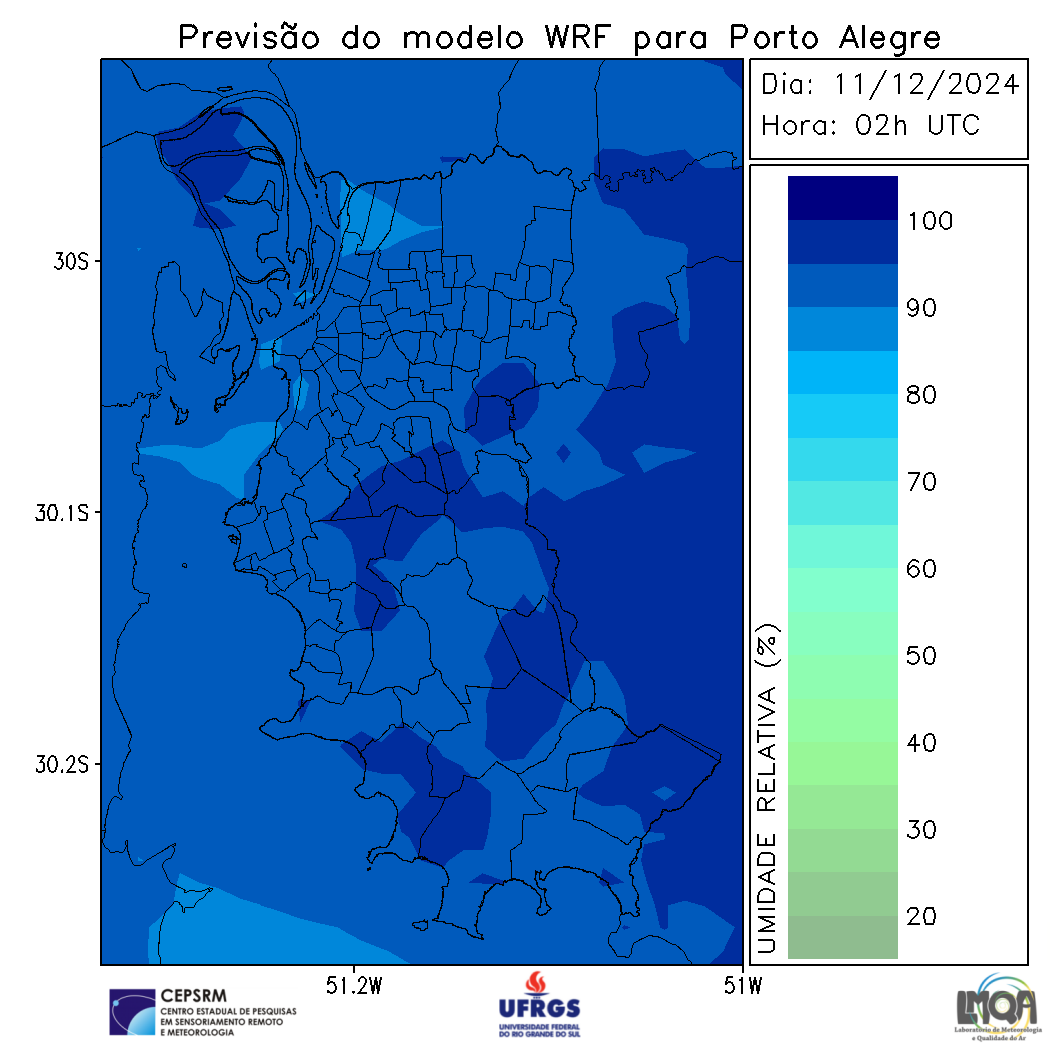 Previsão do modelo WRF para Porto Alegre
Dia: 11/12/2024
Hora: 02h UTC
30S
30.1S
30.2S
51.2W
51W
UMIDADE RELATIVA (%)
100
90
80
70
60
50
40
30
20
CEPSRM
CENTRO ESTADUAL DE PESQUISAS
EM SENSORIAMENTO REMOTO
E METEOROLOGIA
UFRGS
UNIVERSIDADE FEDERAL
DO RIO GRANDE DO SUL
LMQA
Laboratório de Meteorologia
e Qualidade do Ar